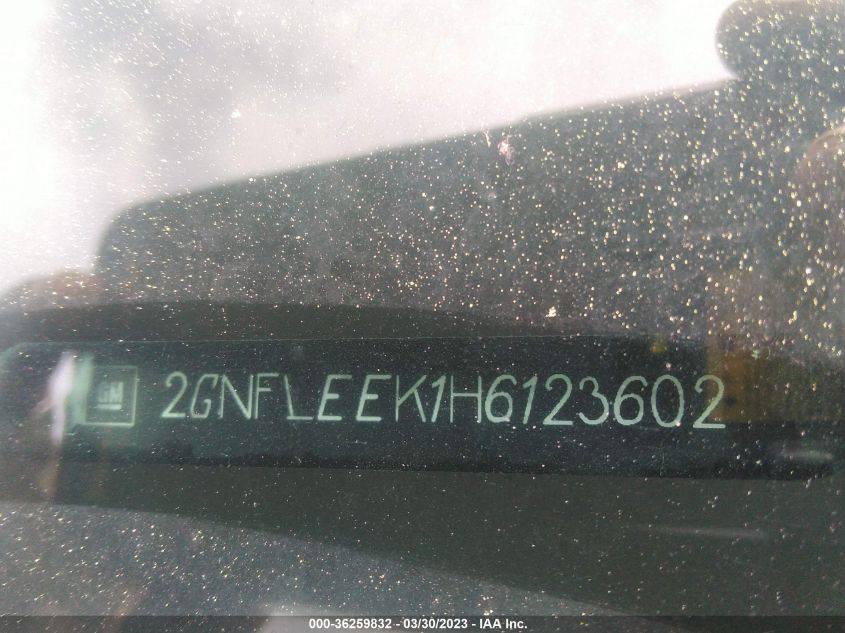 GM 2GNFLEEK1H6123602
000-36259832 - 03/30/2023 - IAA Inc.